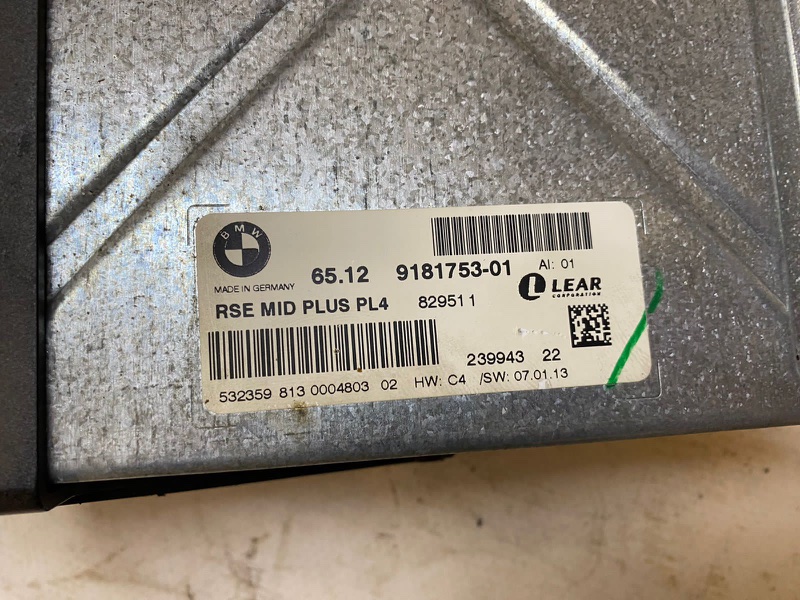 BMW
65.12 9181753-01 AI: 01
MADE IN GERMANY
LEAR
CORPORATION
RSE MID PLUS PL4 829511
239943 22
532359 813 0004803 02 HW: C4 /SW: 07.01.13